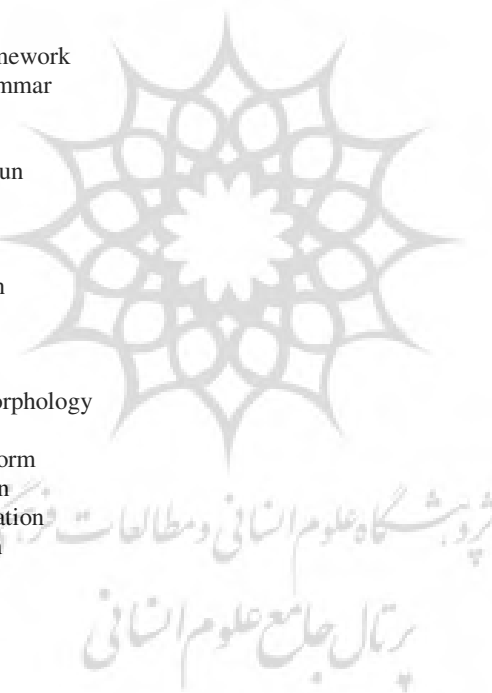 nework
mmar
un
n
orphology
orm
n
ation
n
پژوهشگاه علوم انسانی و مطالعات فرهنگی
پرتال جامع علوم انسانی